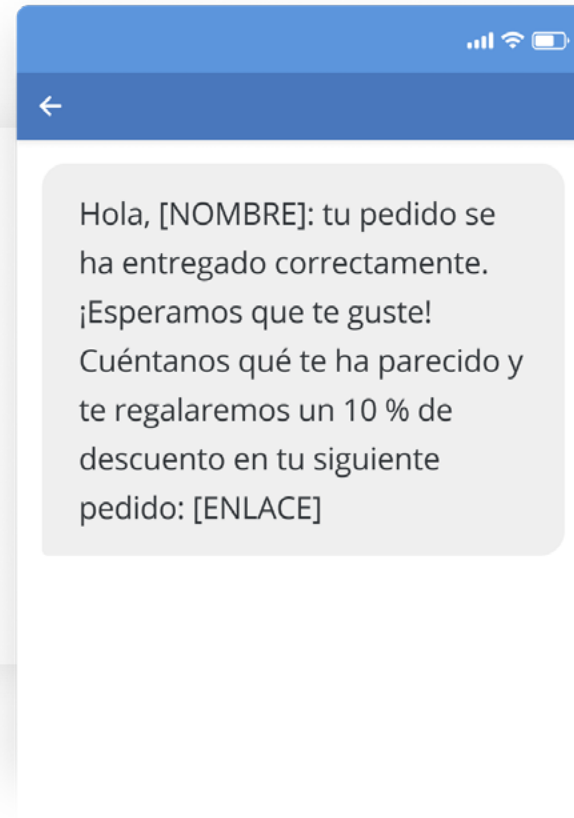 Hola, [NOMBRE]: tu pedido se
ha entregado correctamente.
¡Esperamos que te guste!
Cuéntanos qué te ha parecido y
te regalaremos un 10 % de
descuento en tu siguiente
pedido: [ENLACE]